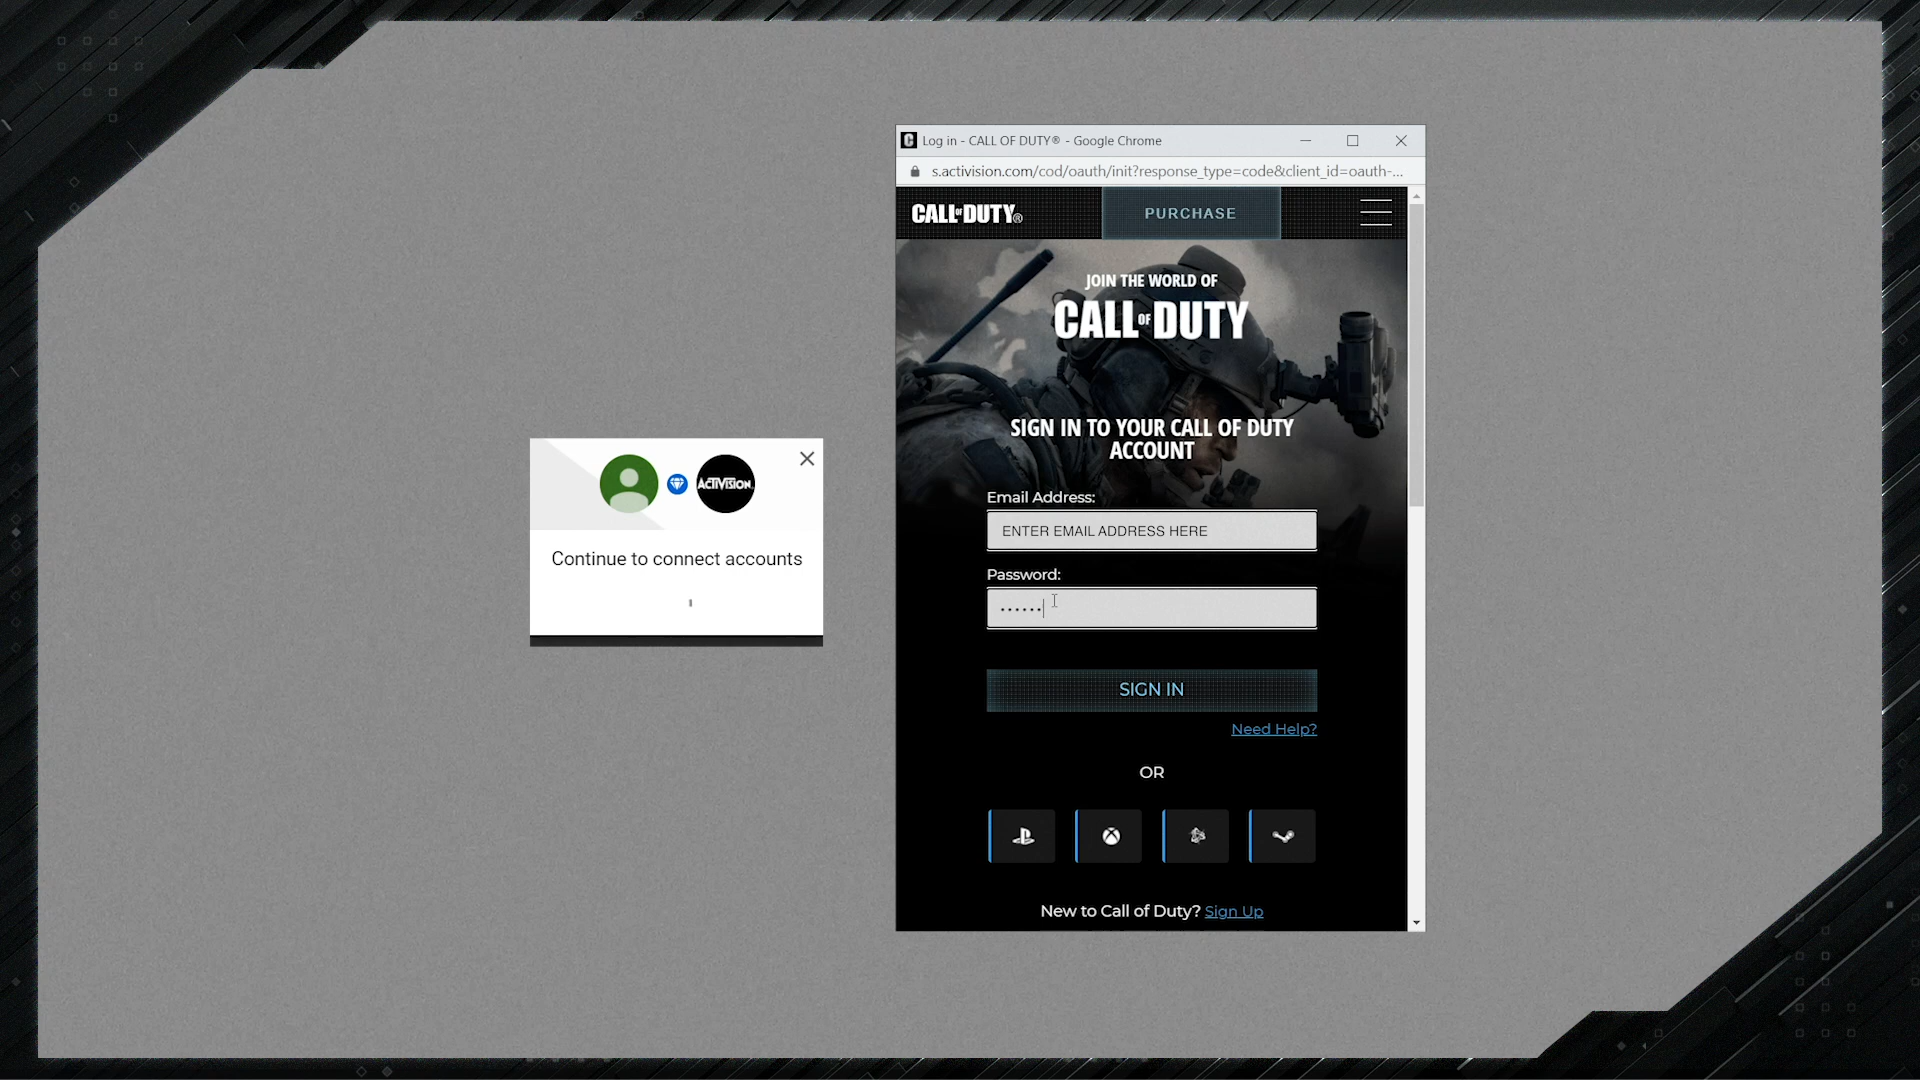 Log in - CALL OF DUTY® - Google Chrome
s.activision.com/cod/oauth/init?response_type=code&client_id=oauth-...
CALL OF DUTY®
PURCHASE
JOIN THE WORLD OF
CALL OF DUTY
SIGN IN TO YOUR CALL OF DUTY
ACCOUNT
Email Address:
ENTER EMAIL ADDRESS HERE
Password:
••••••
SIGN IN
Need Help?
OR
New to Call of Duty? Sign Up
ACTIVISION
Continue to connect accounts